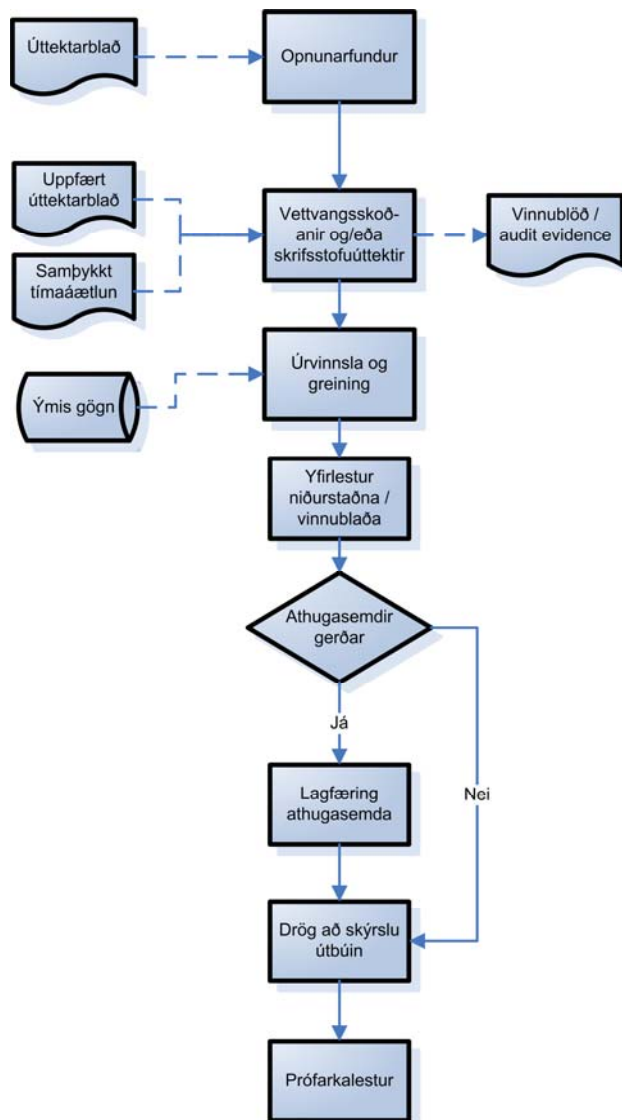 Úttektarblað
Opnunarfundur
Uppfært
úttektarblað
Samþykkt
tímaáætlun
Vettvangsskoð-
anir og/eða
skrifsstofuúttektir
Vinnublöð /
audit evidence
Ýmis gögn
Úrvinnsla og
greining
Yfirlestur
niðurstaðna /
vinnublaða
Athugasemdir
gerðar
Já
Nei
Lagfæring
athugasemda
Drög að skýrslu
útbúin
Prófarkalestur